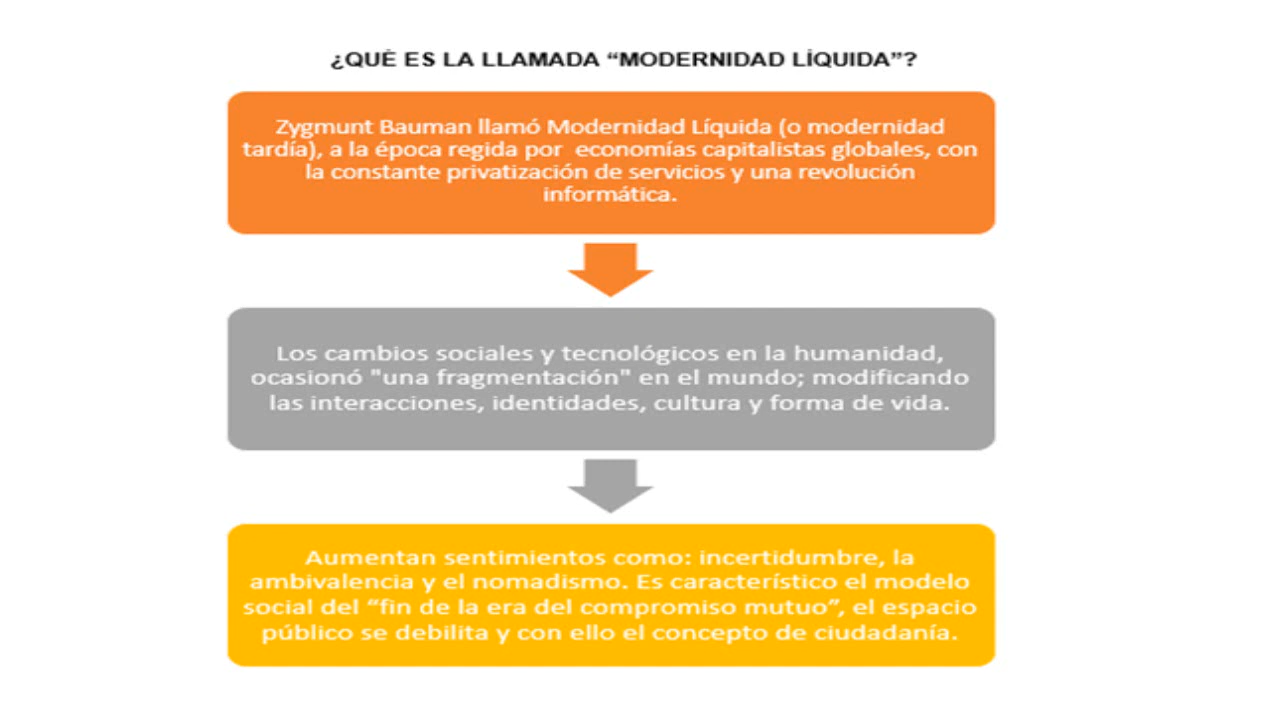 ¿QUÉ ES LA LLAMADA “MODERNIDAD LÍQUIDA”?
Zygmunt Bauman llamó Modernidad Líquida (o modernidad
tardía), a la época regida por economías capitalistas globales, con
la constante privatización de servicios y una revolución
informática.
Los cambios sociales y tecnológicos en la humanidad,
ocasionó "una fragmentación" en el mundo; modificando
las interacciones, identidades, cultura y forma de vida.
Aumentan sentimientos como: incertidumbre, la
ambivalencia y el nomadismo. Es característico el modelo
social del “fin de la era del compromiso mutuo”, el espacio
público se debilita y con ello el concepto de ciudadanía.